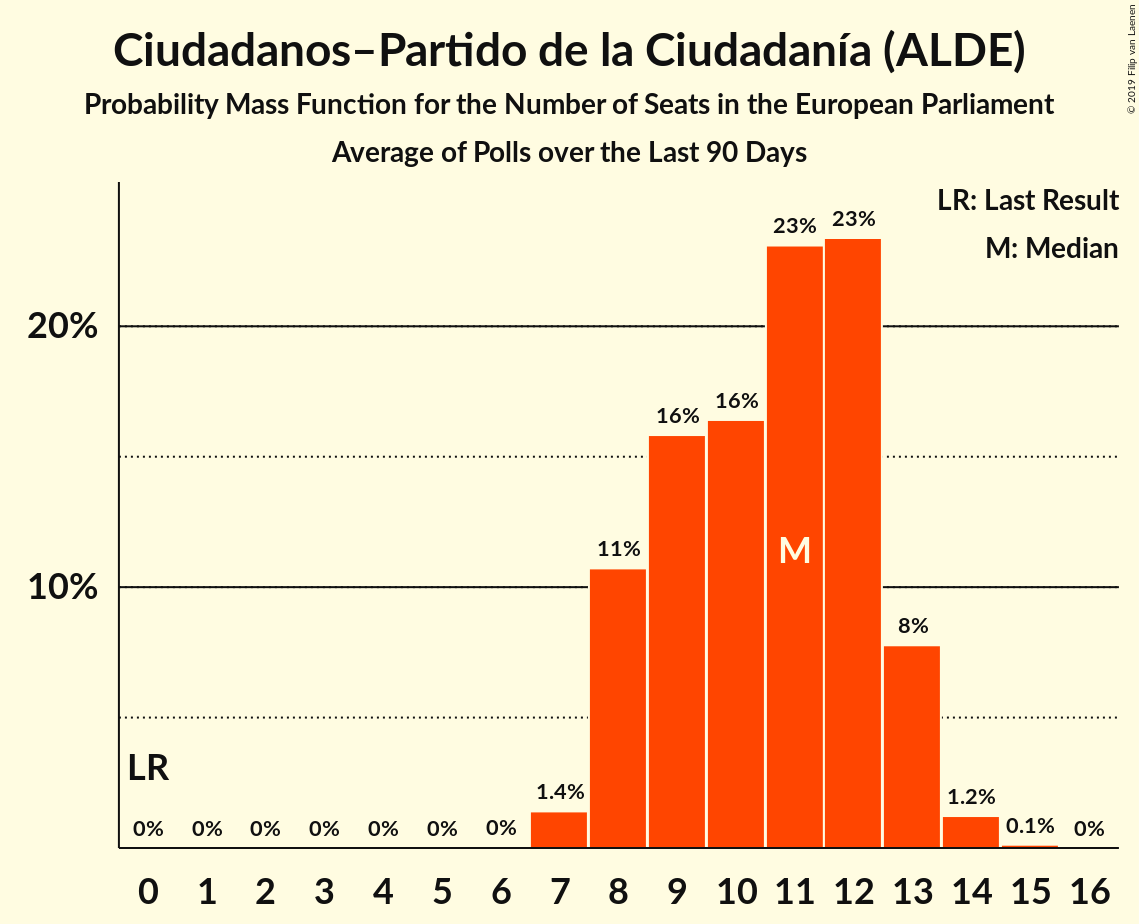 Ciudadanos–Partido de la Ciudadanía (ALDE)
Probability Mass Function for the Number of Seats in the European Parliament
Average of Polls over the Last 90 Days
© 2019 Filip van Laenen
LR: Last Result
M: Median
20%
10%
LR
M
0% 0% 0% 0% 0% 0% 0% 1.4% 11% 16% 16% 23% 23% 8% 1.2% 0.1% 0%
0 1 2 3 4 5 6 7 8 9 10 11 12 13 14 15 16